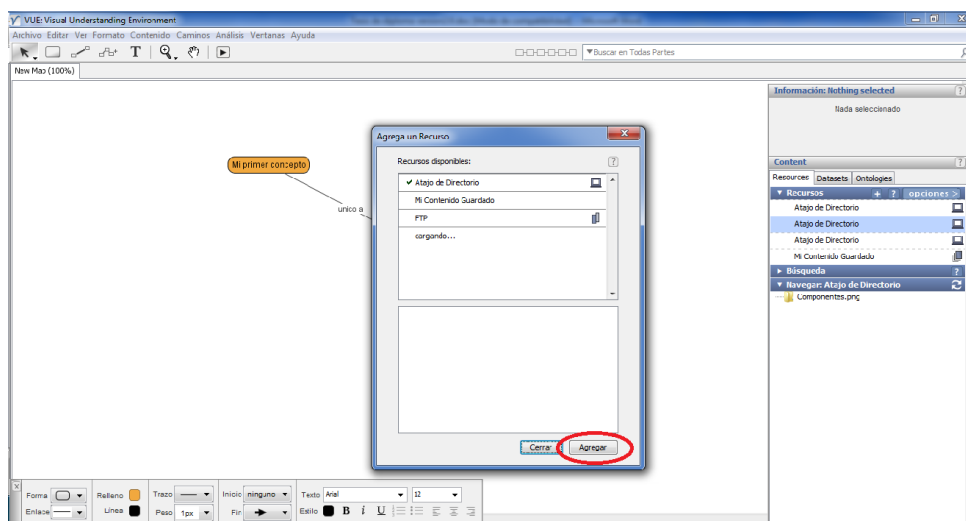 VUE: Visual Understanding Environment
Archivo Editar Ver Formato Contenido Caminos Análisis Ventanas Ayuda
T
Buscar en Todas Partes
New Map (100%)
Información: Nothing selected ?
Nada seleccionado
Agrega un Recurso
Recursos disponibles: ?
Atajo de Directorio
Mi Contenido Guardado
FTP
cargando...
Cerrar Agregar
Mi primer concepto
unico a
Content ?
Resources Datasets Ontologies
Recursos + ? opciones >
Atajo de Directorio
Atajo de Directorio
Atajo de Directorio
Mi Contenido Guardado
Búsqueda ?
Navegar: Atajo de Directorio
Componentes.png
Forma Relleno Trazo Inicio ninguno Texto Arial 12
Enlace Línea Peso 1px Fin Estilo B i U